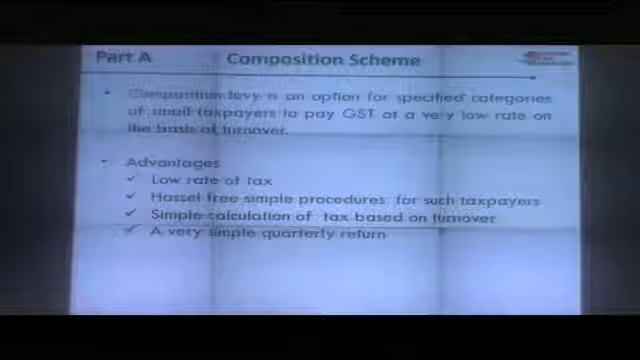 Part A
Composition Scheme
• Composition levy is an option for specified categories
of small taxpayers to pay GST at a very low rate on
the basis of turnover.
• Advantages
✓ Low rate of tax
✓ Hassel free simple procedures for such taxpayers
✓ Simple calculation of tax based on turnover
✓ A very simple quarterly return